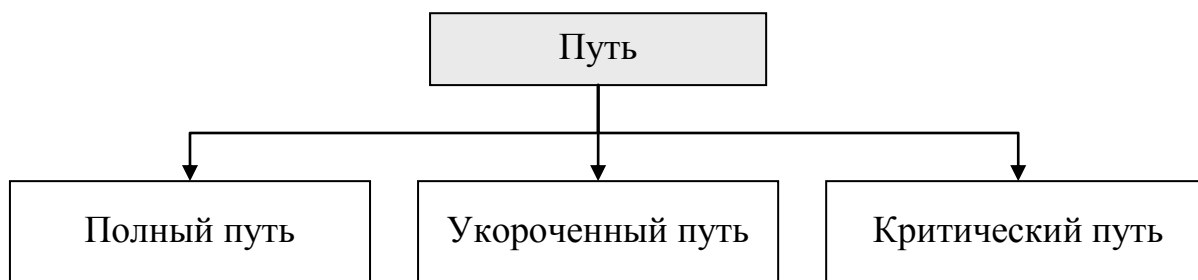 Путь
Полный путь
Укороченный путь
Критический путь